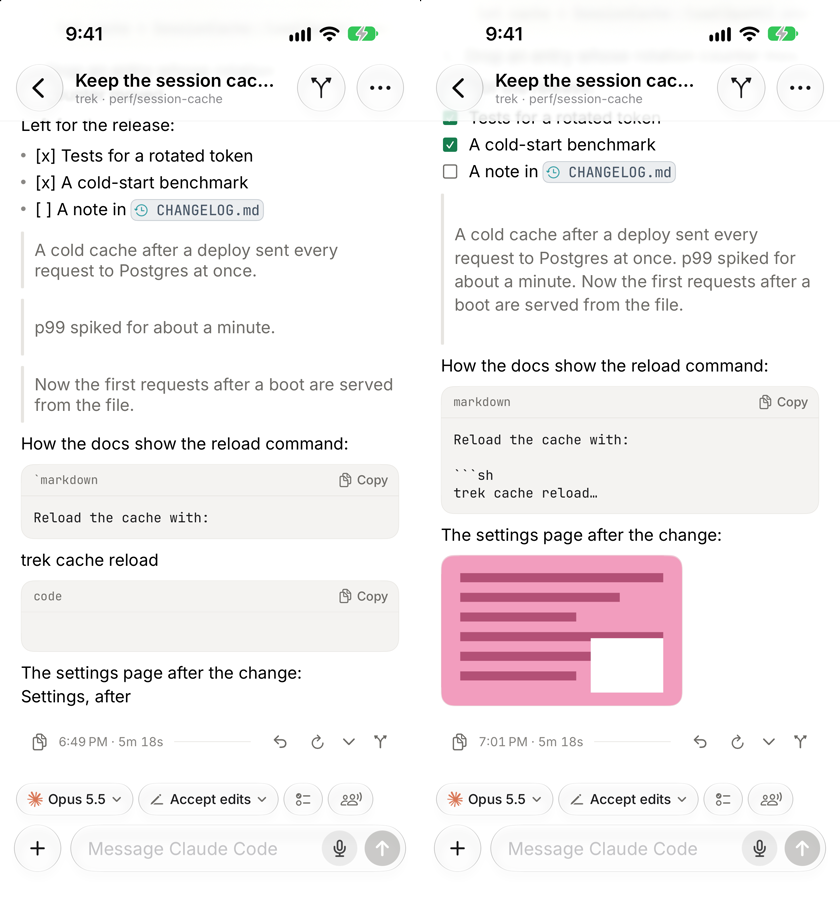 9:41
Keep the session cac...
trek · perf/session-cache
Left for the release:
• [x] Tests for a rotated token
• [x] A cold-start benchmark
• [ ] A note in CHANGELOG.md
A cold cache after a deploy sent every
request to Postgres at once.
p99 spiked for about a minute.
Now the first requests after a boot are served
from the file.
How the docs show the reload command:
`markdown Copy
Reload the cache with:
trek cache reload
code Copy
The settings page after the change:
Settings, after
6:49 PM · 5m 18s
Opus 5.5 Accept edits
Message Claude Code
9:41
Keep the session cac...
trek · perf/session-cache
Tests for a rotated token
A cold-start benchmark
A note in CHANGELOG.md
A cold cache after a deploy sent every
request to Postgres at once. p99 spiked for
about a minute. Now the first requests after a
boot are served from the file.
How the docs show the reload command:
markdown Copy
Reload the cache with:
```sh
trek cache reload…
The settings page after the change:
7:01 PM · 5m 18s
Opus 5.5 Accept edits
Message Claude Code